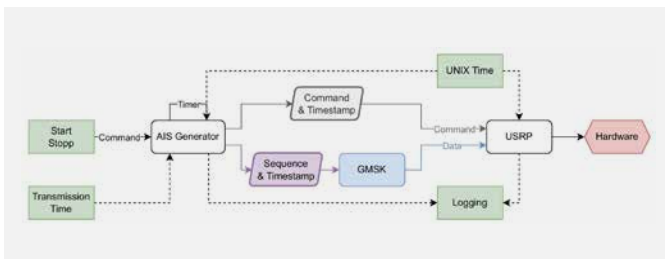 UNIX Time
Timer
Command
& Timestamp
Start
Stopp
Command
AIS Generator
Command
Data
USRP
Hardware
Sequence
& Timestamp
GMSK
Transmission
Time
Logging